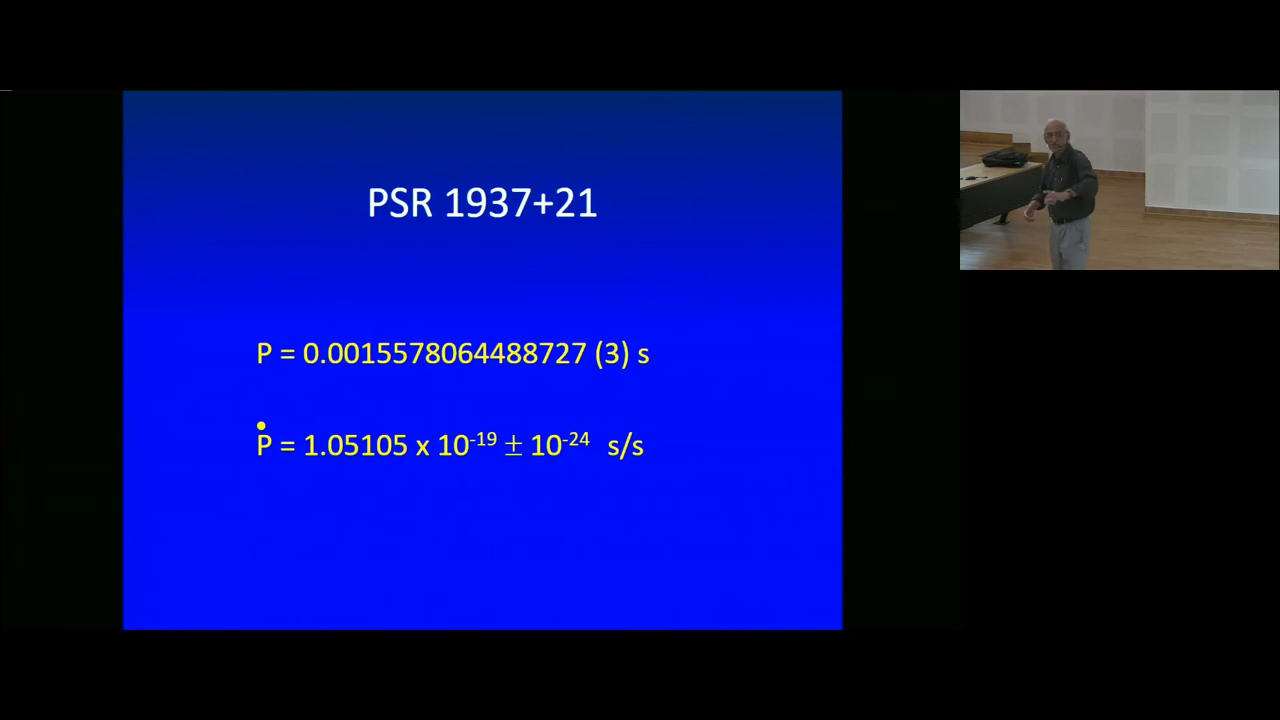 PSR 1937+21
P = 0.0015578064488727 (3) s
Ṗ = 1.05105 x 10⁻¹⁹ ± 10⁻²⁴ s/s